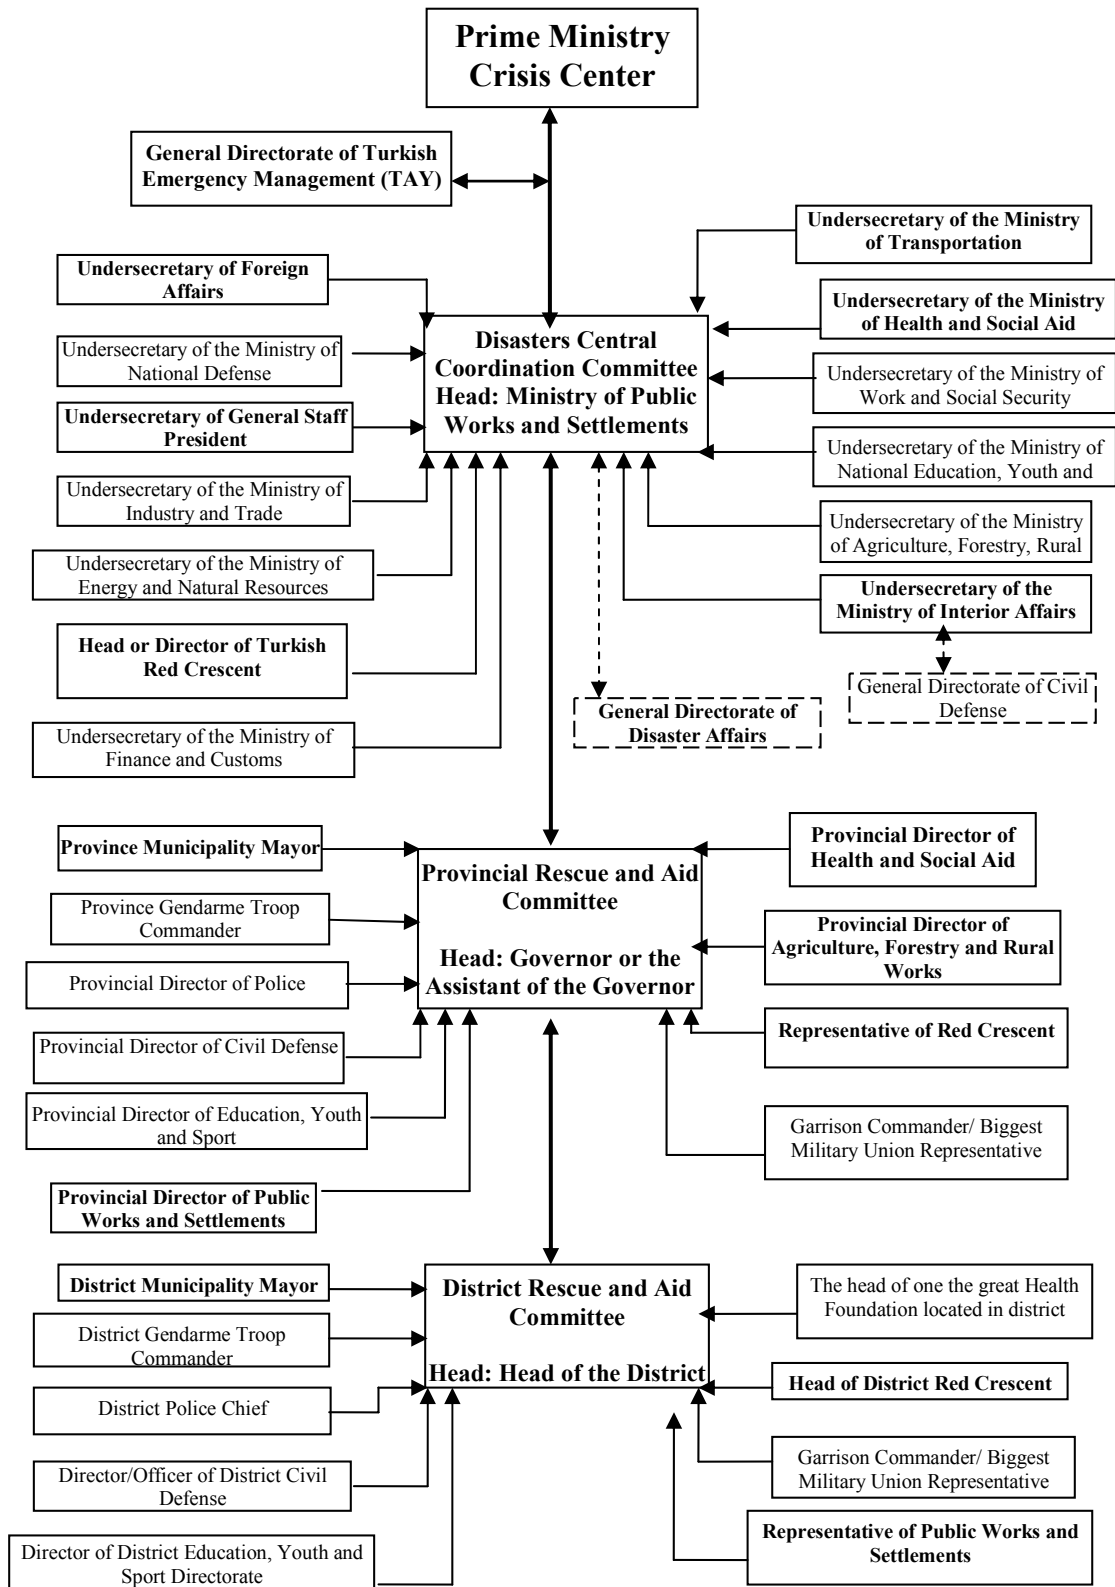 Prime Ministry
Crisis Center
General Directorate of Turkish
Emergency Management (TAY)
Undersecretary of the Ministry
of Transportation
Undersecretary of Foreign
Affairs
Undersecretary of the Ministry
of Health and Social Aid
Disasters Central
Coordination Committee
Head: Ministry of Public
Works and Settlements
Undersecretary of the Ministry of
National Defense
Undersecretary of the Ministry of
Work and Social Security
Undersecretary of General Staff
President
Undersecretary of the Ministry of
National Education, Youth and
Undersecretary of the Ministry of
Industry and Trade
Undersecretary of the Ministry
of Agriculture, Forestry, Rural
Undersecretary of the Ministry of
Energy and Natural Resources
Undersecretary of the
Ministry of Interior Affairs
Head or Director of Turkish
Red Crescent
General Directorate of Civil
Defense
General Directorate of
Disaster Affairs
Undersecretary of the Ministry of
Finance and Customs
Province Municipality Mayor
Provincial Director of
Health and Social Aid
Provincial Rescue and Aid
Committee
Head: Governor or the
Assistant of the Governor
Province Gendarme Troop
Commander
Provincial Director of
Agriculture, Forestry and Rural
Works
Provincial Director of Police
Representative of Red Crescent
Provincial Director of Civil Defense
Provincial Director of Education, Youth
and Sport
Garrison Commander/ Biggest
Military Union Representative
Provincial Director of Public
Works and Settlements
District Municipality Mayor
District Rescue and Aid
Committee
Head: Head of the District
The head of one the great Health
Foundation located in district
District Gendarme Troop
Commander
Head of District Red Crescent
District Police Chief
Garrison Commander/ Biggest
Military Union Representative
Director/Officer of District Civil
Defense
Representative of Public Works and
Settlements
Director of District Education, Youth and
Sport Directorate